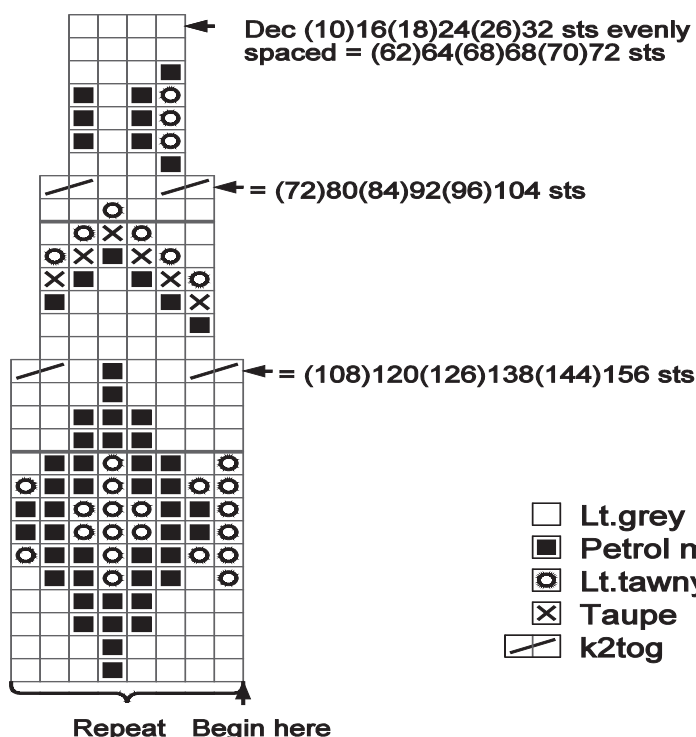 Dec (10)16(18)24(26)32 sts evenly
spaced = (62)64(68)68(70)72 sts
= (72)80(84)92(96)104 sts
= (108)120(126)138(144)156 sts
Lt.grey
Petrol
Lt.tawny
Taupe
k2tog
Repeat Begin here